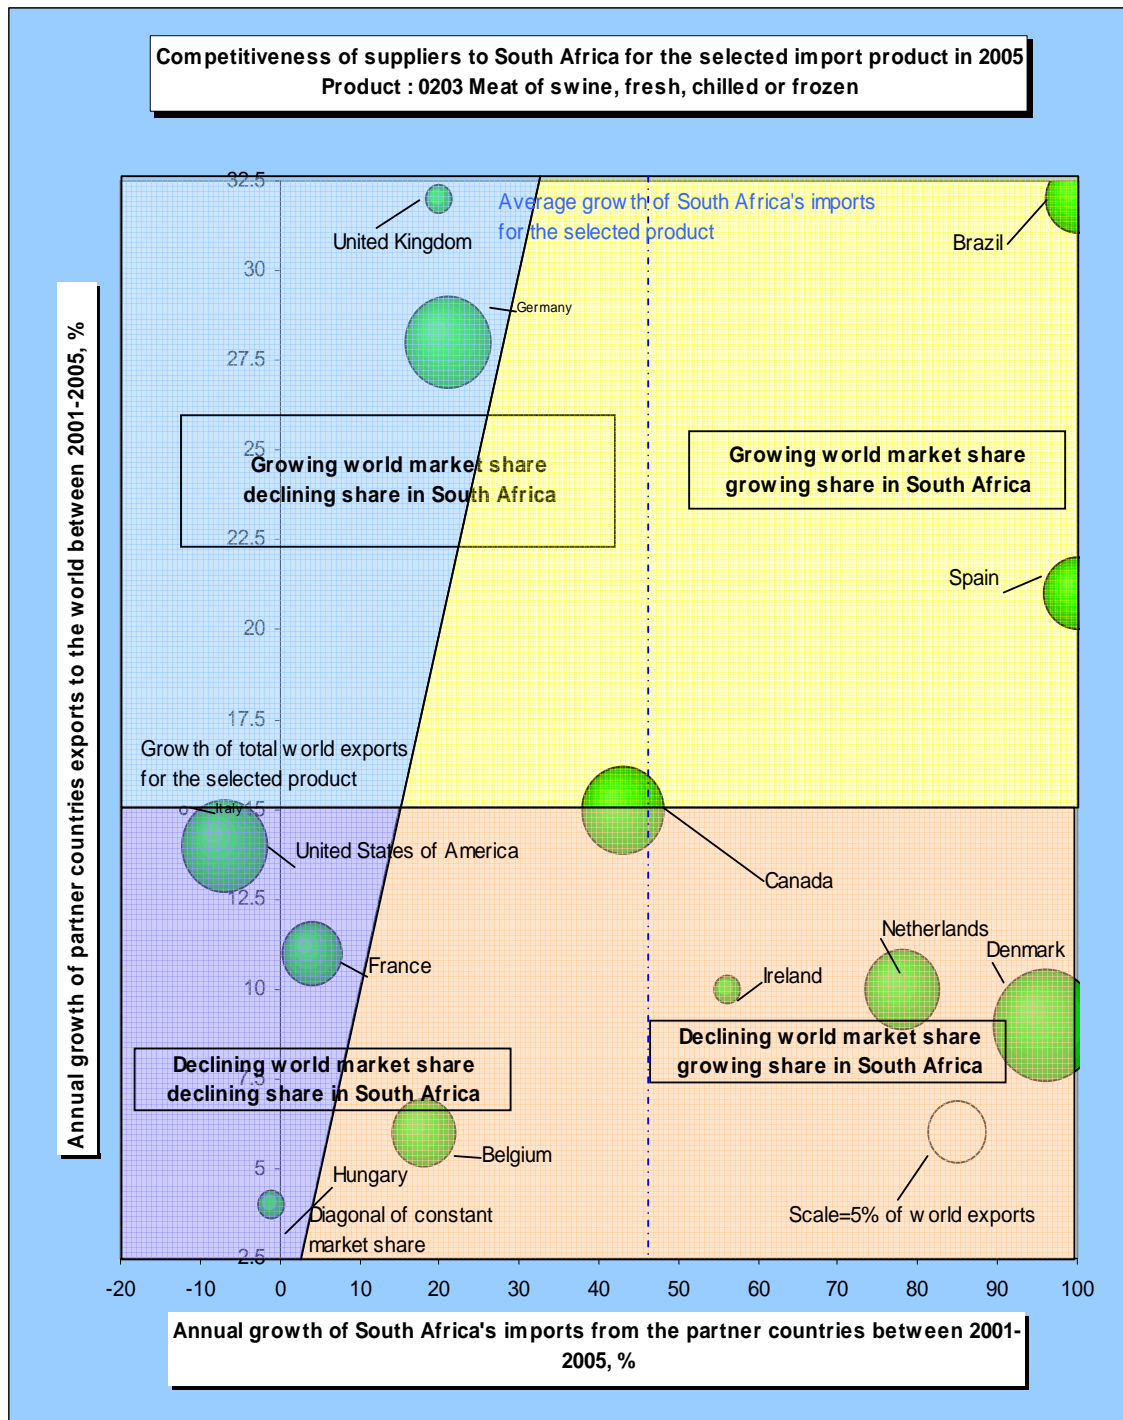 Competitiveness of suppliers to South Africa for the selected import product in 2005
Product : 0203 Meat of swine, fresh, chilled or frozen
Annual growth of partner countries exports to the world between 2001-2005, %
32.5
30
27.5
25
22.5
20
17.5
15
12.5
10
7.5
5
2.5
Average growth of South Africa's imports
for the selected product
United Kingdom
Brazil
Germany
Growing world market share
declining share in South Africa
Growing world market share
growing share in South Africa
Spain
Growth of total world exports
for the selected product
Italy
United States of America
Canada
France
Netherlands
Denmark
Ireland
Declining world market share
declining share in South Africa
Declining world market share
growing share in South Africa
Belgium
Hungary
Diagonal of constant
market share
Scale=5% of world exports
-20 -10 0 10 20 30 40 50 60 70 80 90 100
Annual growth of South Africa's imports from the partner countries between 2001-
2005, %